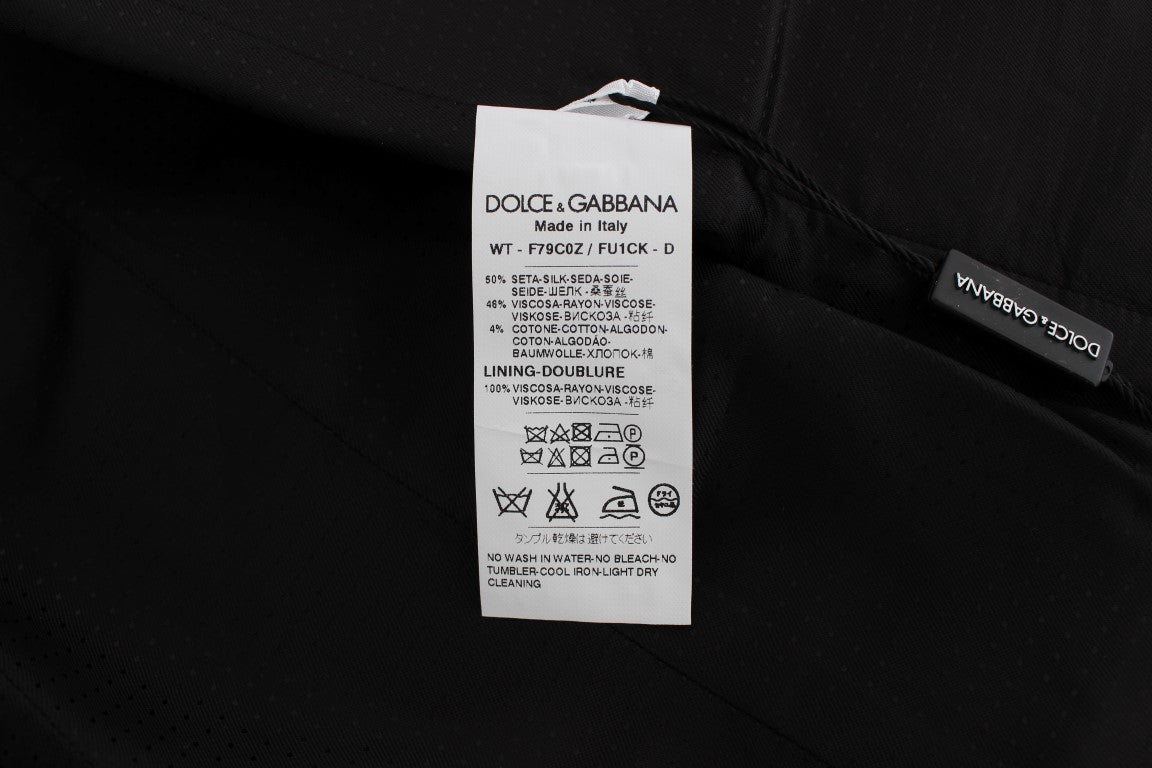 DOLCE & GABBANA
Made in Italy
WT - F79C0Z / FU1CK - D
50% SETA-SILK-SEDA-SOIE-
SEIDE-ШЕЛК-桑蚕丝
46% VISCOSA-RAYON-VISCOSE-
VISKOSE-ВИСКОЗА-粘纤
4% COTONE-COTTON-ALGODON-
COTON-ALGODÃO-
BAUMWOLLE-ХЛОПОК-棉
LINING-DOUBLURE
100% VISCOSA-RAYON-VISCOSE-
VISKOSE-ВИСКОЗА-粘纤
P
P
ドライ
タンブル乾燥は避けてください
NO WASH IN WATER-NO BLEACH-NO
TUMBLER-COOL IRON-LIGHT DRY
CLEANING
DOLCE & GABBANA